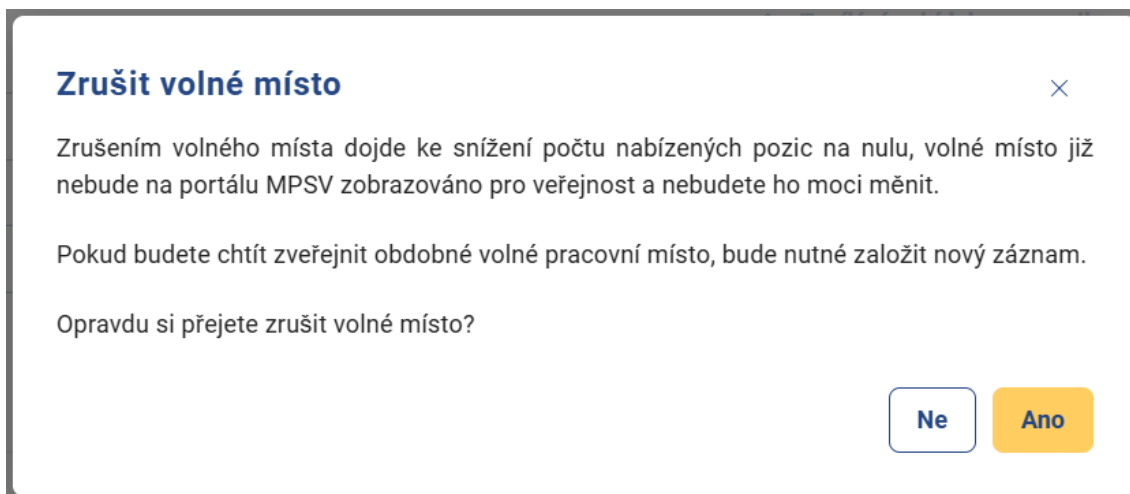 Zrušit volné místo
Zrušením volného místa dojde ke snížení počtu nabízených pozic na nulu, volné místo již
nebude na portálu MPSV zobrazováno pro veřejnost a nebudete ho moci měnit.
Pokud budete chtít zveřejnit obdobné volné pracovní místo, bude nutné založit nový záznam.
Opravdu si přejete zrušit volné místo?
Ne
Ano